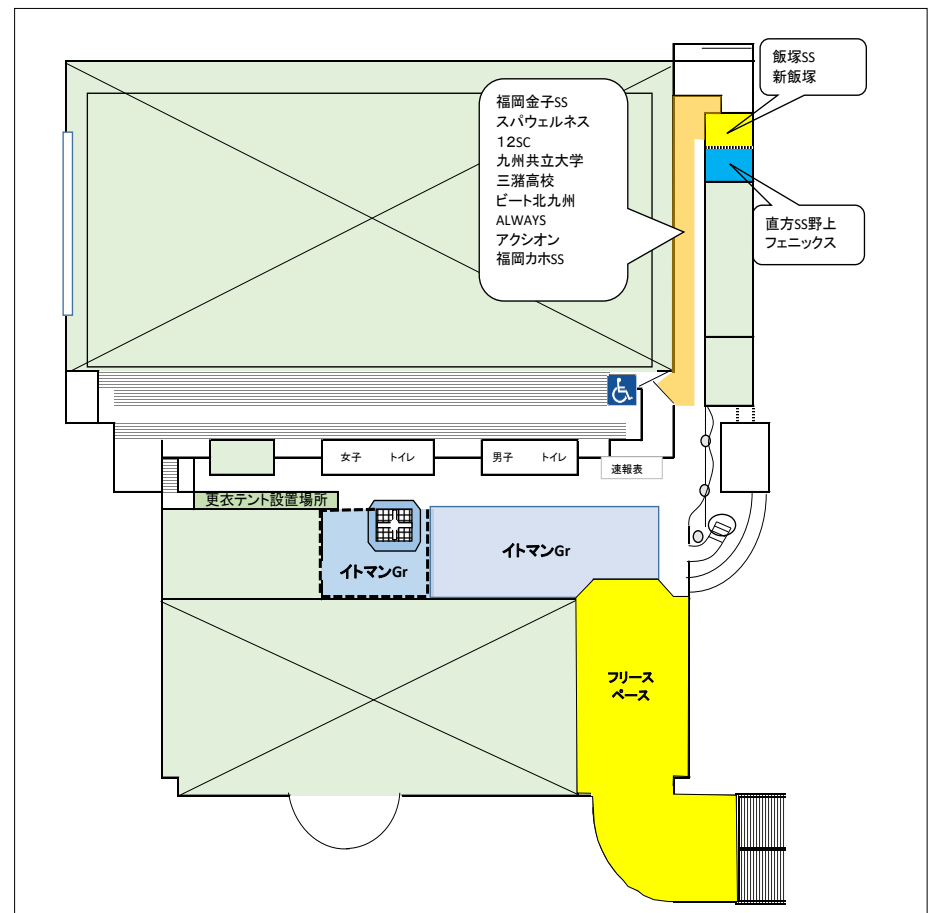 飯塚SS
新飯塚
福岡金子SS
スパウェルネス
12SC
九州共立大学
三潴高校
ビート北九州
ALWAYS
アクシオン
福岡カホSS
直方SS野上
フェニックス
女子 トイレ
男子 トイレ
速報表
更衣テント設置場所
イトマンGr
イトマンGr
フリース
ペース